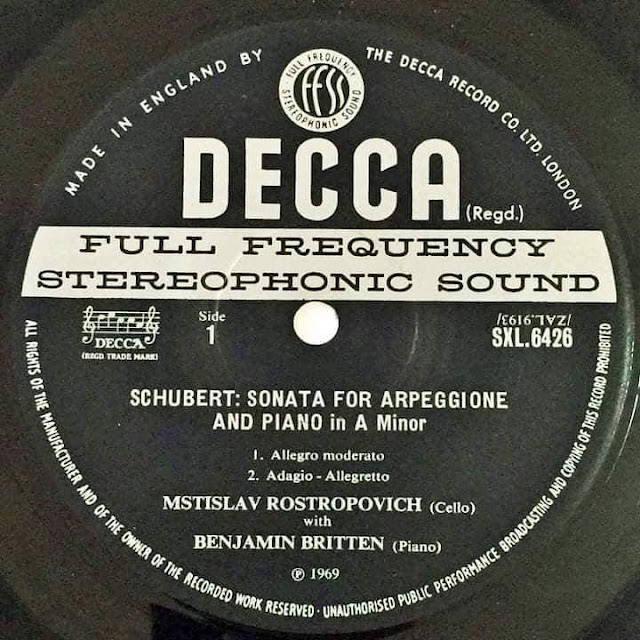 MADE IN ENGLAND BY
THE DECCA RECORD CO. LTD. LONDON
FULL FREQUENCY
FFSS
STEREOPHONIC SOUND
DECCA
(Regd.)
FULL FREQUENCY
STEREOPHONIC SOUND
DECCA
(REGD TRADE MARK)
Side
1
/ZAL.9193/
SXL.6426
SCHUBERT: SONATA FOR ARPEGGIONE
AND PIANO in A Minor
1. Allegro moderato
2. Adagio - Allegretto
MSTISLAV ROSTROPOVICH (Cello)
with
BENJAMIN BRITTEN (Piano)
℗ 1969
ALL RIGHTS OF THE MANUFACTURER AND OF THE OWNER OF THE RECORDED WORK RESERVED · UNAUTHORISED PUBLIC PERFORMANCE BROADCASTING AND COPYING OF THIS RECORD PROHIBITED